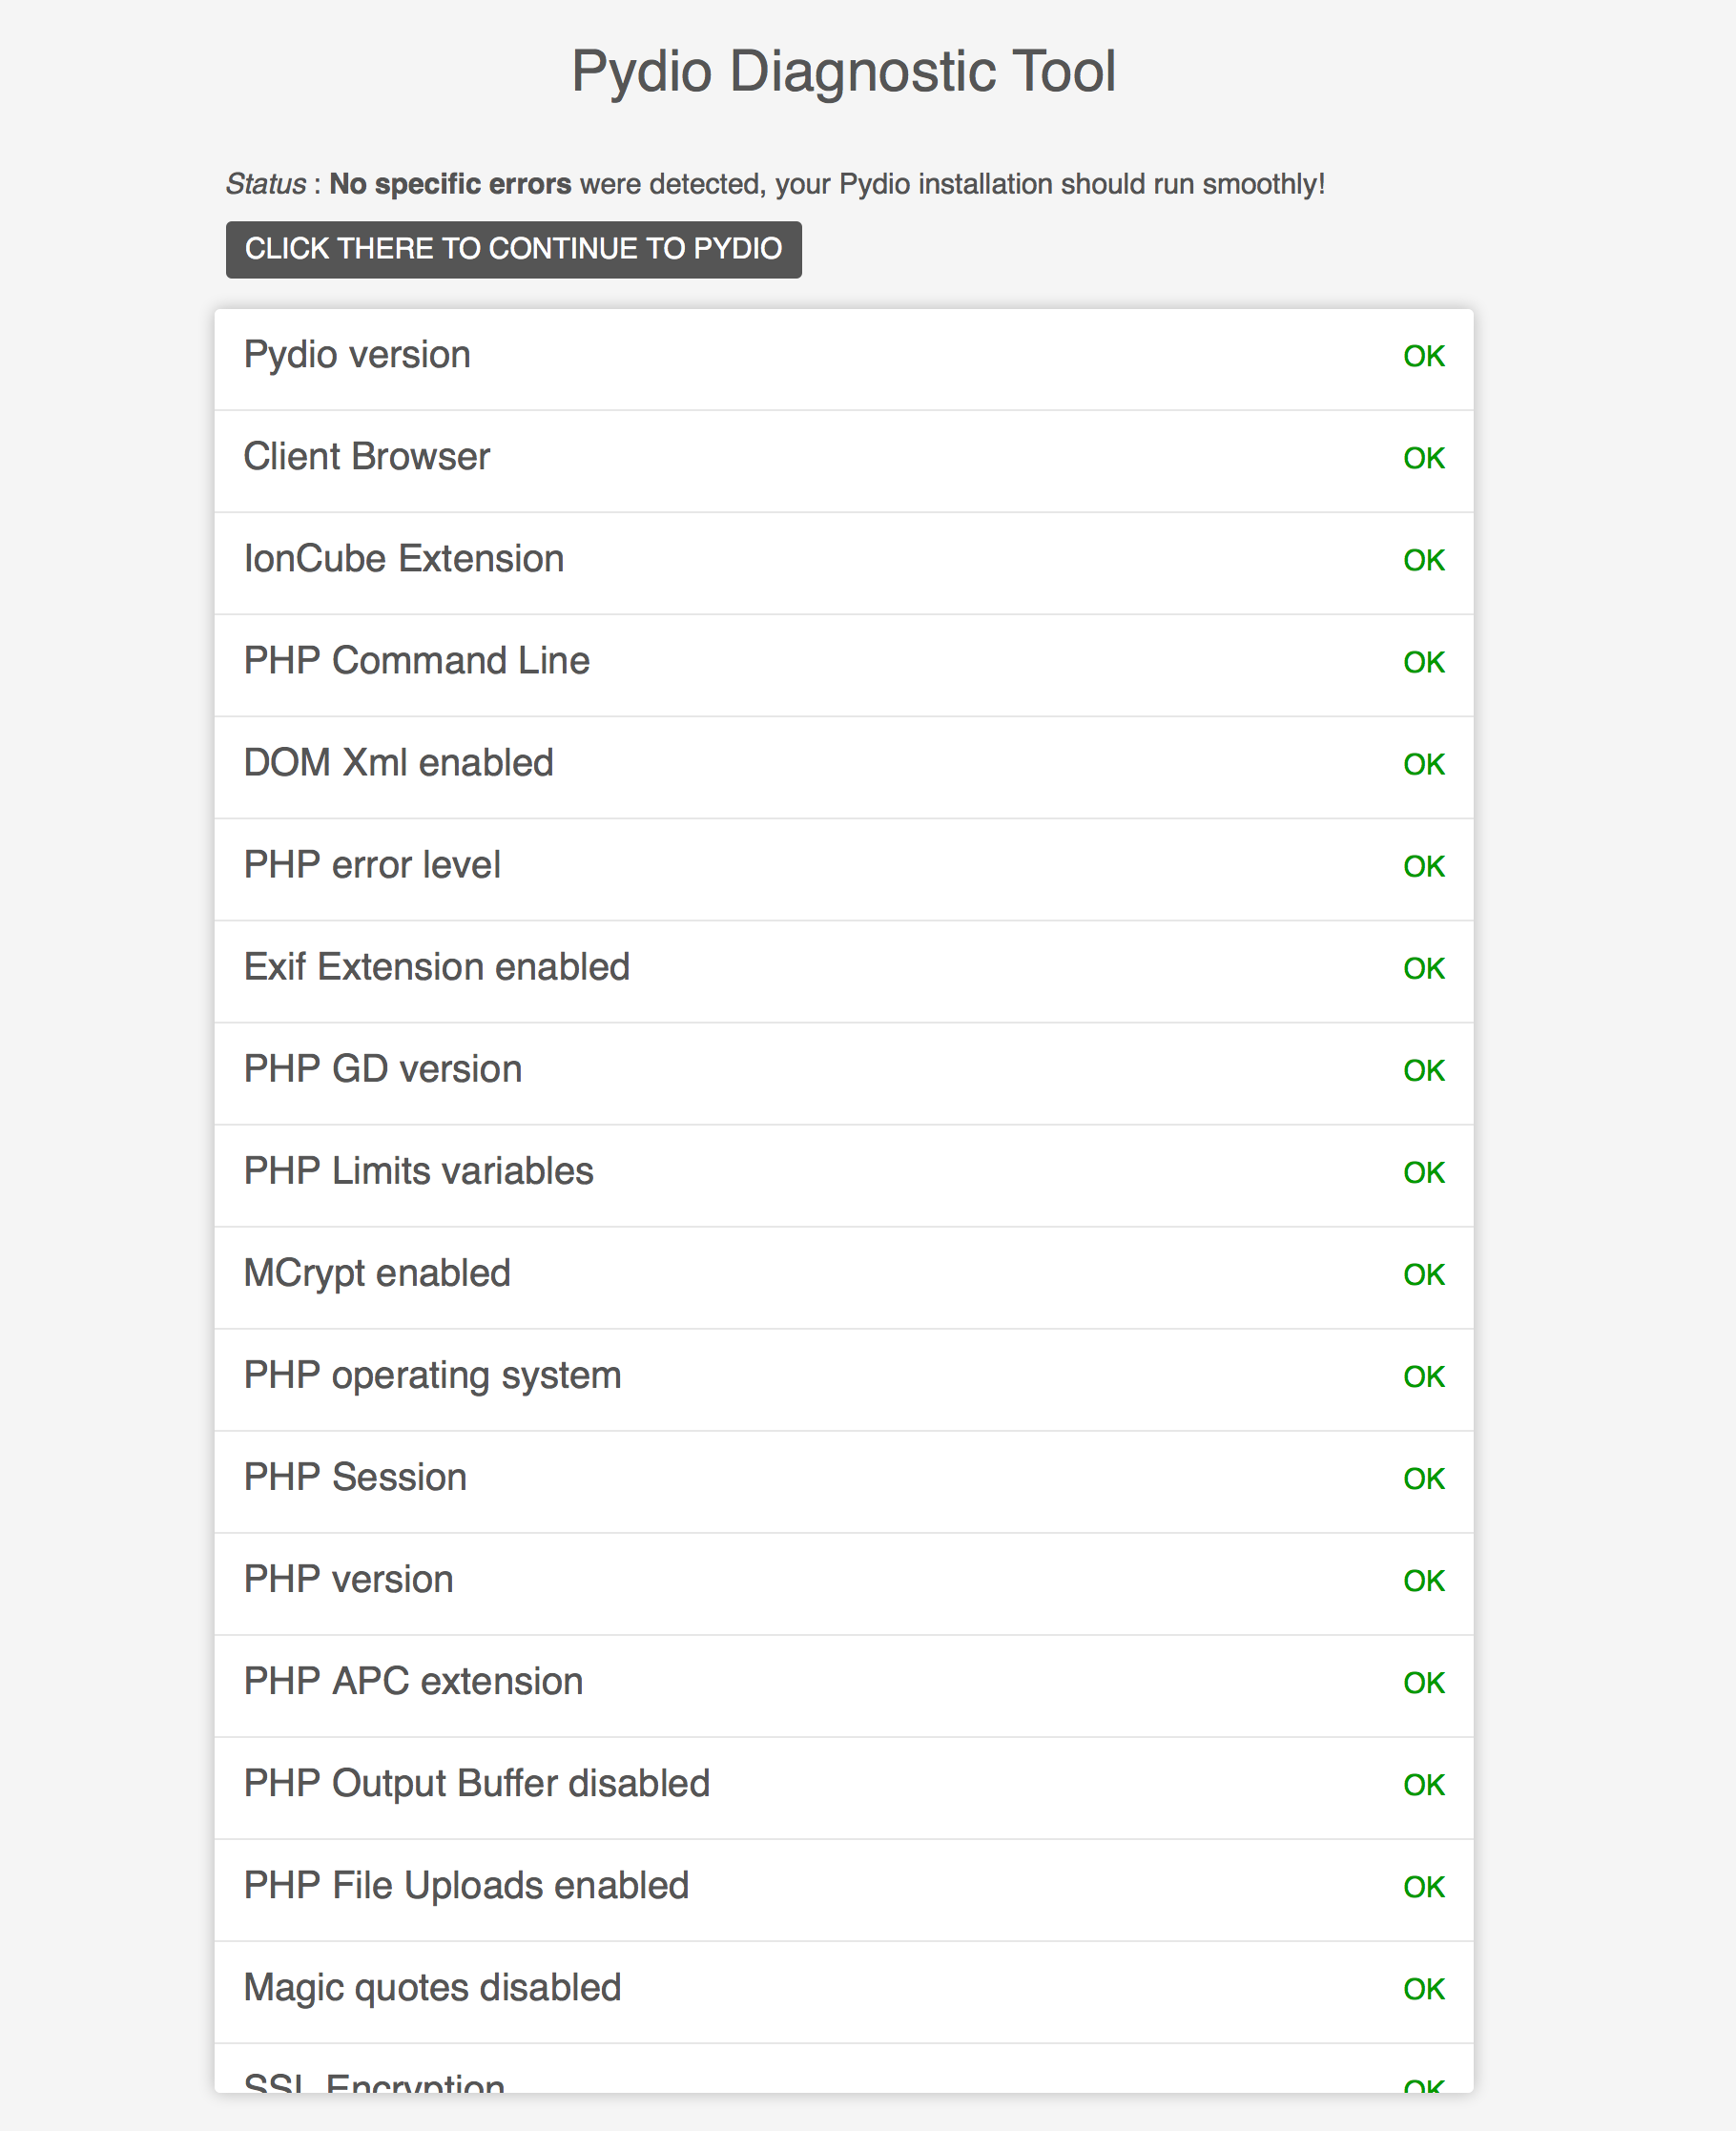 Pydio Diagnostic Tool
Status : No specific errors were detected, your Pydio installation should run smoothly!
CLICK THERE TO CONTINUE TO PYDIO
Pydio version OK
Client Browser OK
IonCube Extension OK
PHP Command Line OK
DOM Xml enabled OK
PHP error level OK
Exif Extension enabled OK
PHP GD version OK
PHP Limits variables OK
MCrypt enabled OK
PHP operating system OK
PHP Session OK
PHP version OK
PHP APC extension OK
PHP Output Buffer disabled OK
PHP File Uploads enabled OK
Magic quotes disabled OK
SSL Encryption OK